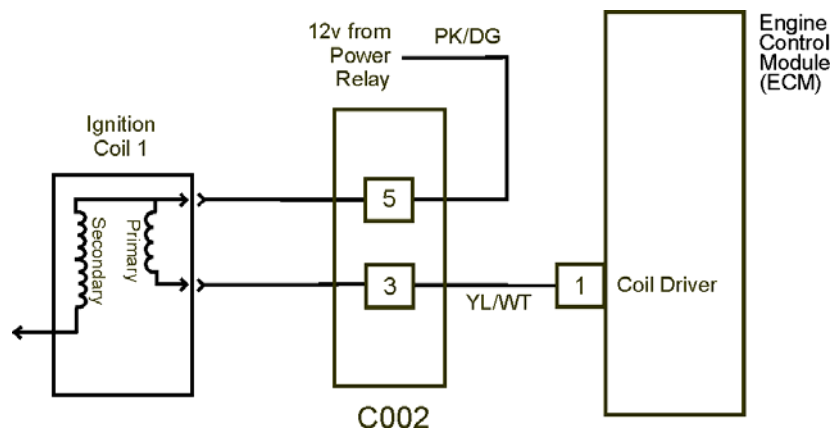 12v from
Power
Relay
PK/DG
Engine
Control
Module
(ECM)
Ignition
Coil 1
Secondary
Primary
5
3
YL/WT
1
Coil Driver
C002